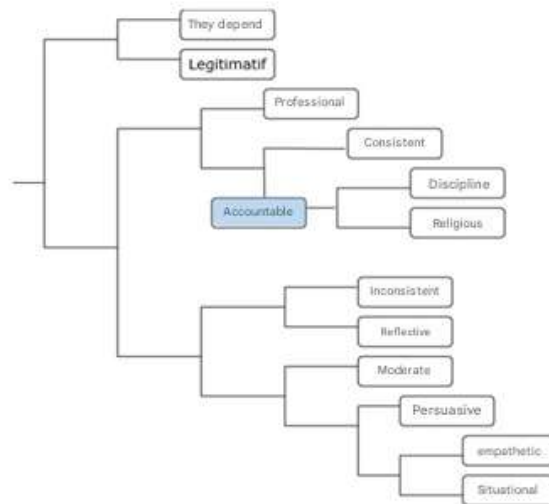 They depend
Legitimatif
Professional
Consistent
Discipline
Accountable
Religious
Inconsistent
Reflective
Moderate
Persuasive
empathetic
Situational